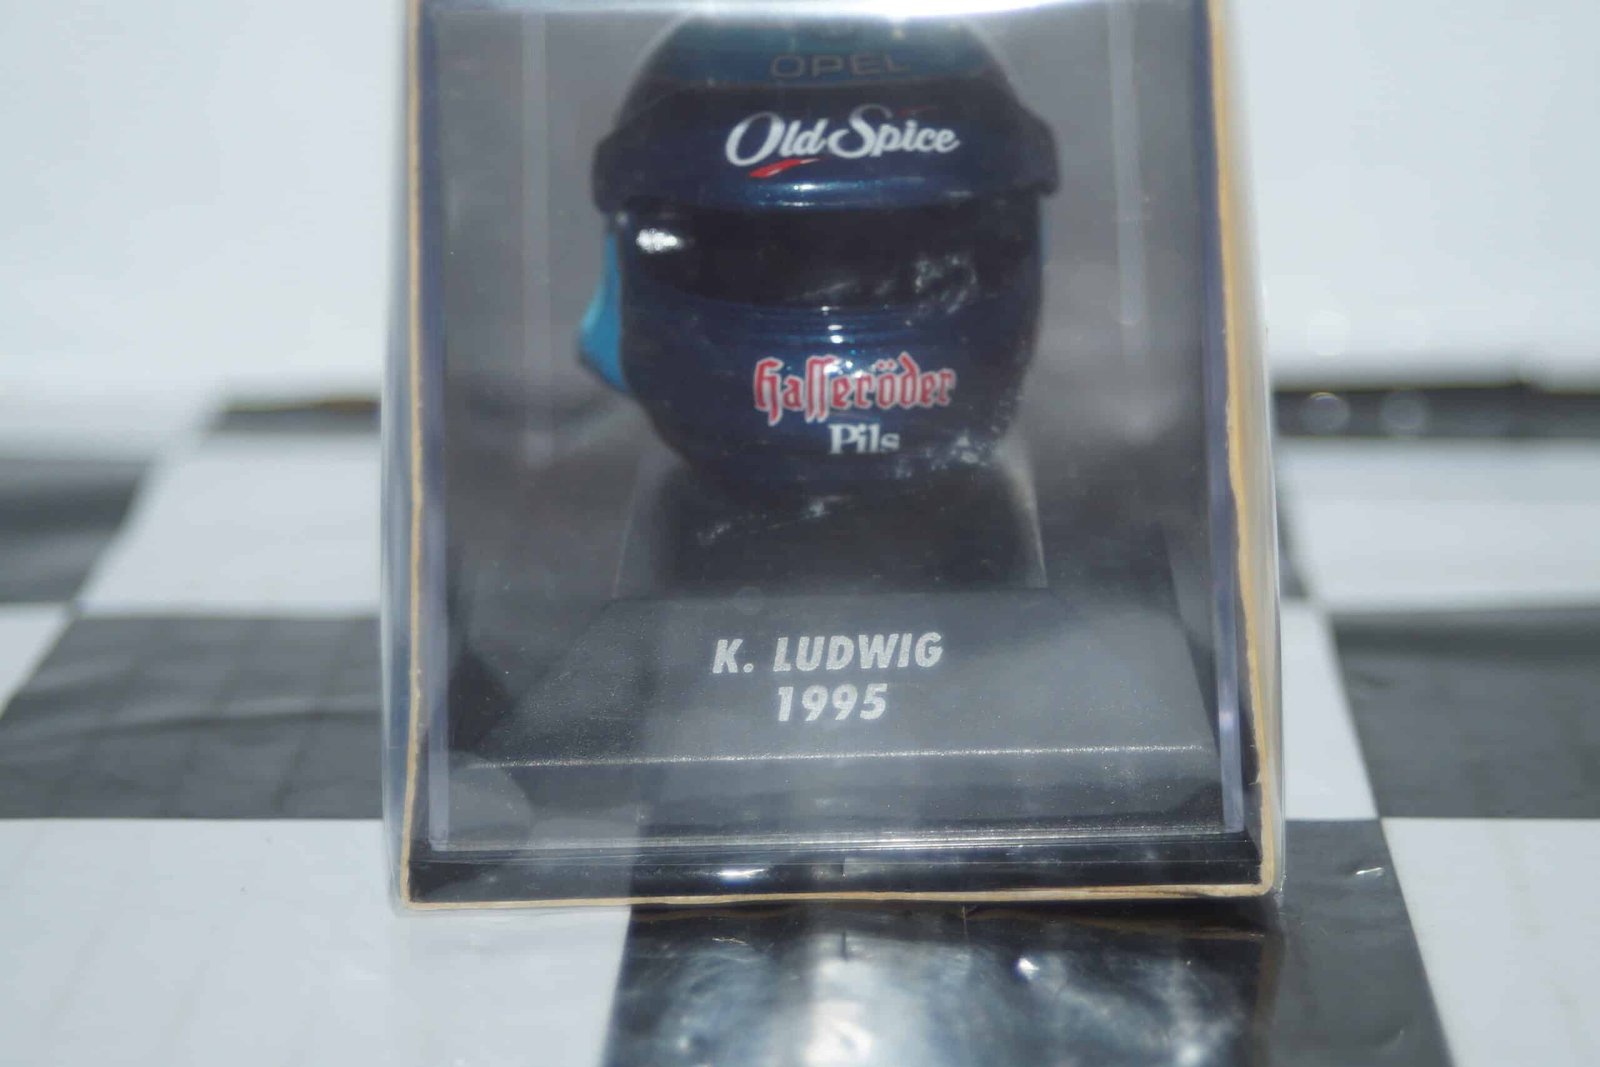 OPEL
Old Spice
Hasseröder
Pils
K. LUDWIG
1995